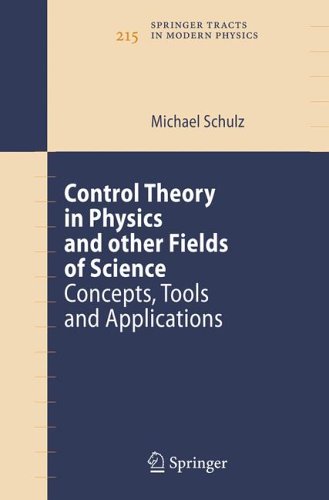 215
SPRINGER TRACTS
IN MODERN PHYSICS
Michael Schulz
Control Theory
in Physics
and other Fields
of Science
Concepts, Tools
and Applications
Springer